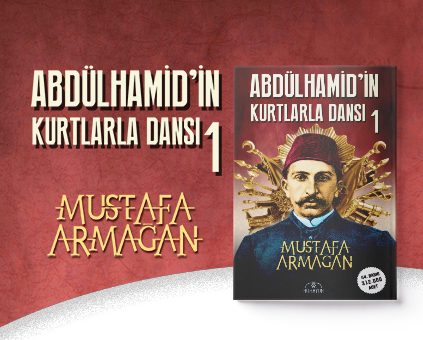 ABDÜLHAMİD'İN
KURTLARLA DANSI 1
MUSTAFA
ARMAĞAN
ABDÜLHAMİD'İN
KURTLARLA DANSI 1
MUSTAFA
ARMAĞAN